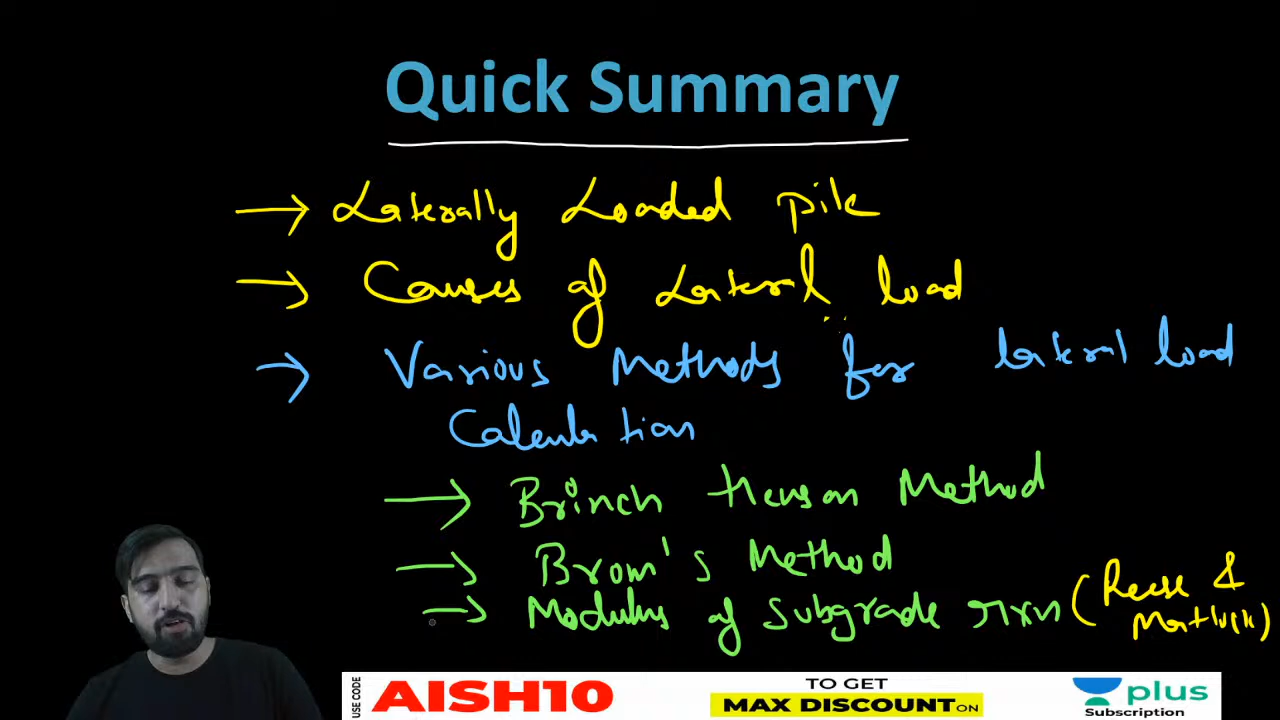 Quick Summary
→ Laterally Loaded pile
→ Causes of Lateral load
→ Various Methods for lateral load
Calculation
→ Brinch Henson Method
→ Brom's Method
→ Modulus of Subgrade rxn (Reese &
Matlock)
USE CODE
AISH10
TO GET
MAX DISCOUNT ON
plus
Subscription